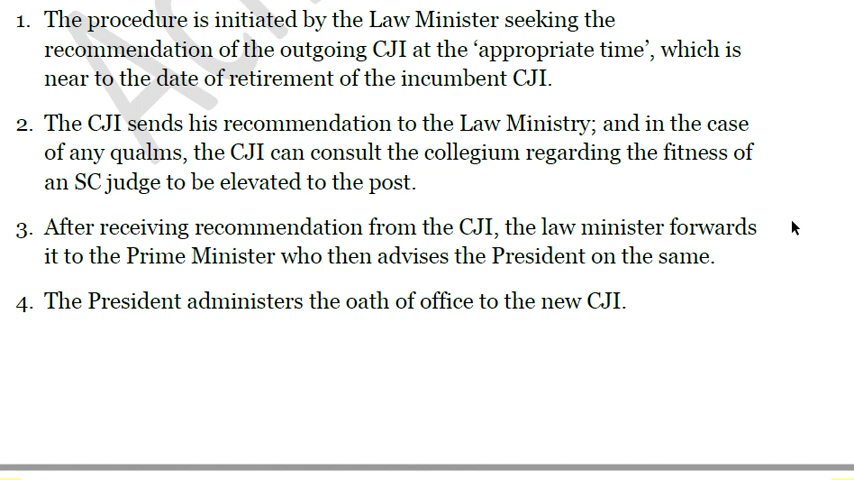 1. The procedure is initiated by the Law Minister seeking the
recommendation of the outgoing CJI at the ‘appropriate time’, which is
near to the date of retirement of the incumbent CJI.
2. The CJI sends his recommendation to the Law Ministry; and in the case
of any qualms, the CJI can consult the collegium regarding the fitness of
an SC judge to be elevated to the post.
3. After receiving recommendation from the CJI, the law minister forwards
it to the Prime Minister who then advises the President on the same.
4. The President administers the oath of office to the new CJI.